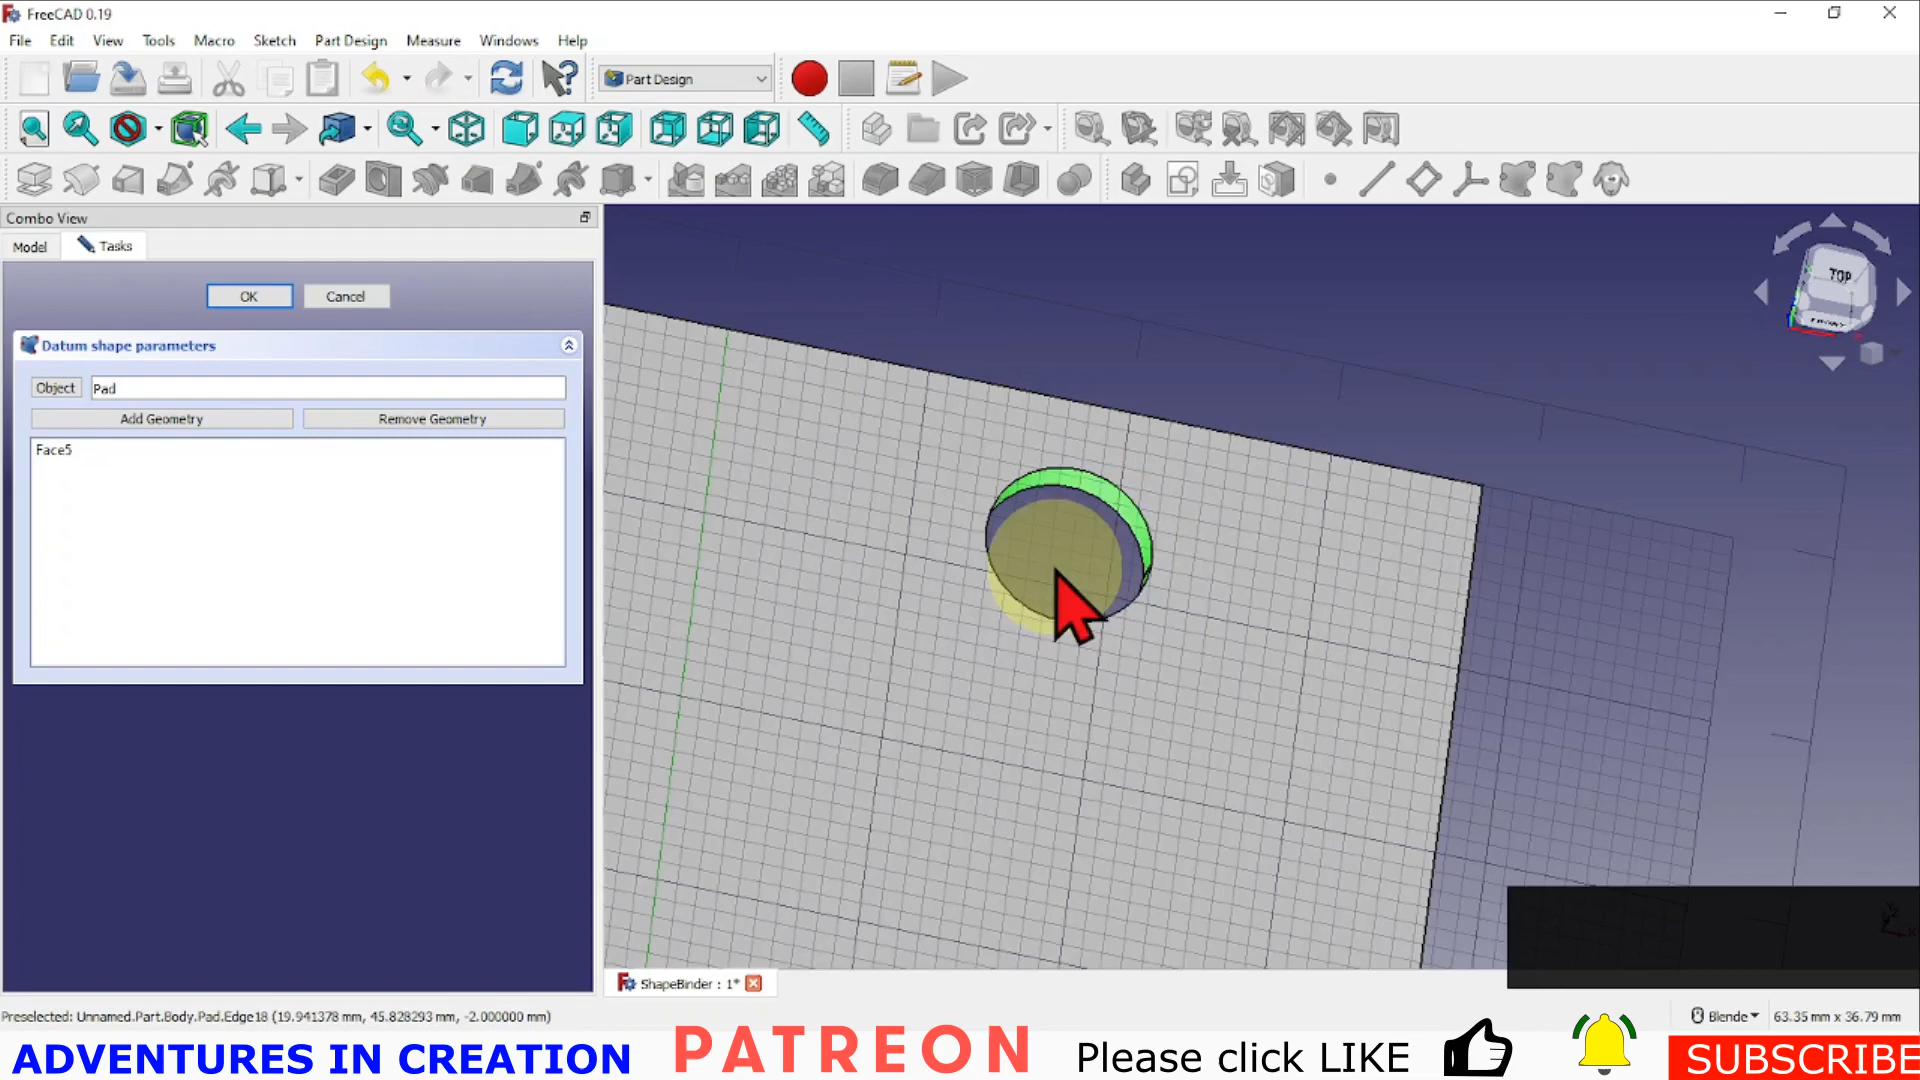 FreeCAD 0.19
File Edit View Tools Macro Sketch Part Design Measure Windows Help
Part Design
Combo View
Model Tasks
OK Cancel
Datum shape parameters
Object Pad
Add Geometry Remove Geometry
Face5
TOP
ShapeBinder : 1*
Preselected: Unnamed.Part.Body.Pad.Edge18 (19.941378 mm, 45.828293 mm, -2.000000 mm)
Blende 63.35 mm x 36.79 mm
ADVENTURES IN CREATION PATREON Please click LIKE SUBSCRIBE